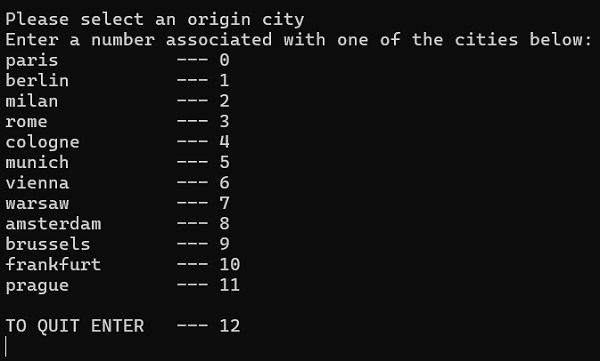 Please select an origin city
Enter a number associated with one of the cities below:
paris --- 0
berlin --- 1
milan --- 2
rome --- 3
cologne --- 4
munich --- 5
vienna --- 6
warsaw --- 7
amsterdam --- 8
brussels --- 9
frankfurt --- 10
prague --- 11
TO QUIT ENTER --- 12